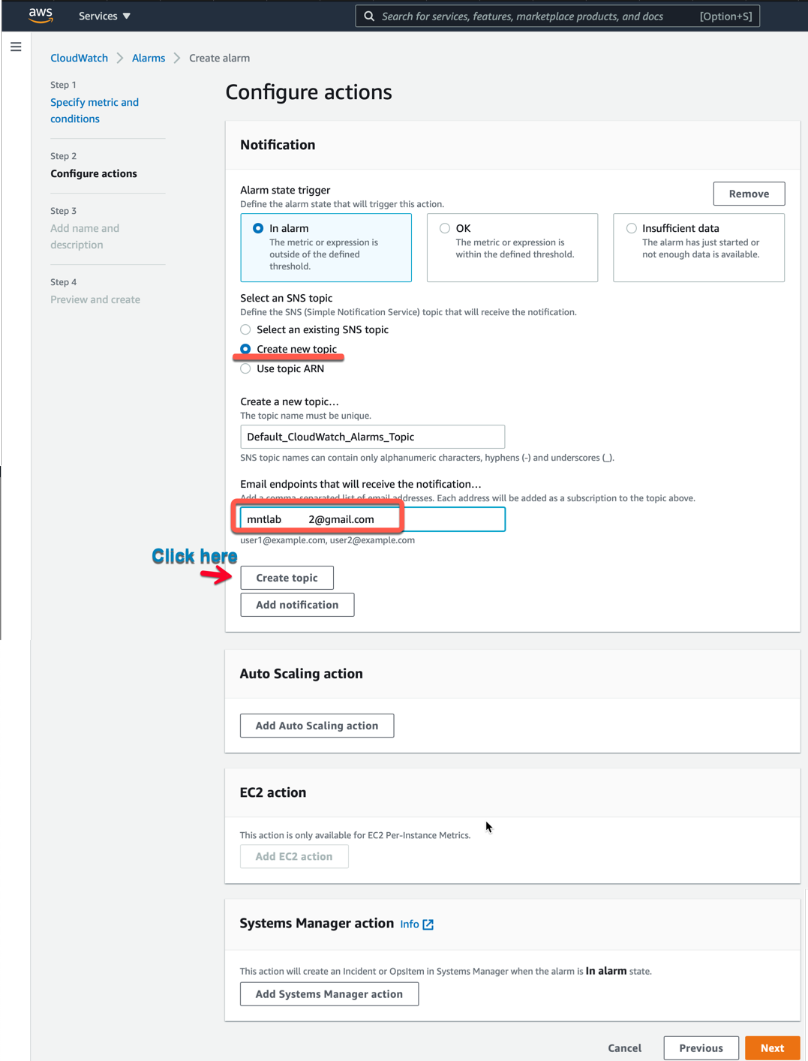 aws Services ▼ Search for services, features, marketplace products, and docs [Option+S]
CloudWatch > Alarms > Create alarm
Step 1
Specify metric and
conditions
Step 2
Configure actions
Step 3
Add name and
description
Step 4
Preview and create
Configure actions
Notification
Alarm state trigger
Define the alarm state that will trigger this action.
Remove
In alarm
The metric or expression is
outside of the defined
threshold.
OK
The metric or expression is
within the defined threshold.
Insufficient data
The alarm has just started or
not enough data is available.
Select an SNS topic
Define the SNS (Simple Notification Service) topic that will receive the notification.
Select an existing SNS topic
Create new topic
Use topic ARN
Create a new topic...
The topic name must be unique.
Default_CloudWatch_Alarms_Topic
SNS topic names can contain only alphanumeric characters, hyphens (-) and underscores (_).
Email endpoints that will receive the notification...
Add a comma-separated list of email addresses. Each address will be added as a subscription to the topic above.
mntlab 2@gmail.com
user1@example.com, user2@example.com
Click here
Create topic
Add notification
Auto Scaling action
Add Auto Scaling action
EC2 action
This action is only available for EC2 Per-Instance Metrics.
Add EC2 action
Systems Manager action Info
This action will create an Incident or OpsItem in Systems Manager when the alarm is In alarm state.
Add Systems Manager action
Cancel Previous Next